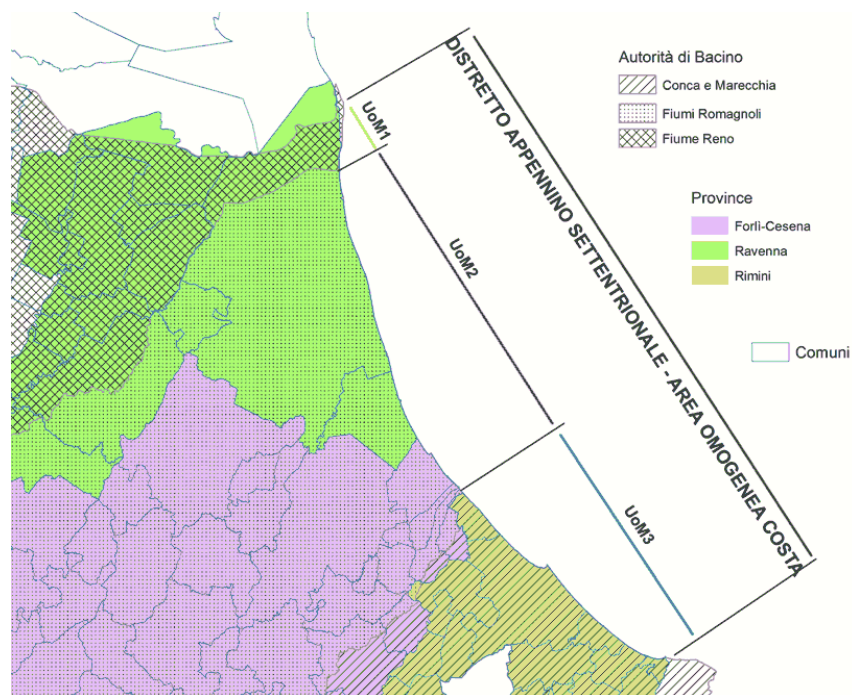 Autorità di Bacino
Conca e Marecchia
Fiumi Romagnoli
Fiume Reno
Province
Forlì-Cesena
Ravenna
Rimini
Comuni
DISTRETTO APPENNINO SETTENTRIONALE - AREA OMOGENEA COSTA
UoM1
UoM2
UoM3